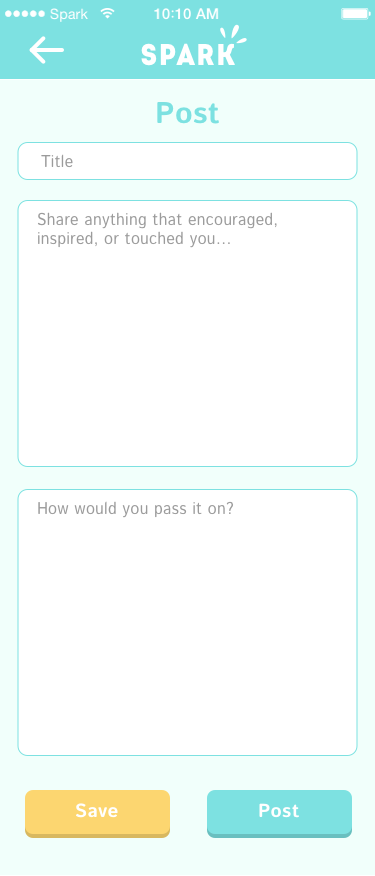 Spark 10:10 AM
SPARK
Post
Title
Share anything that encouraged,
inspired, or touched you...
How would you pass it on?
Save Post